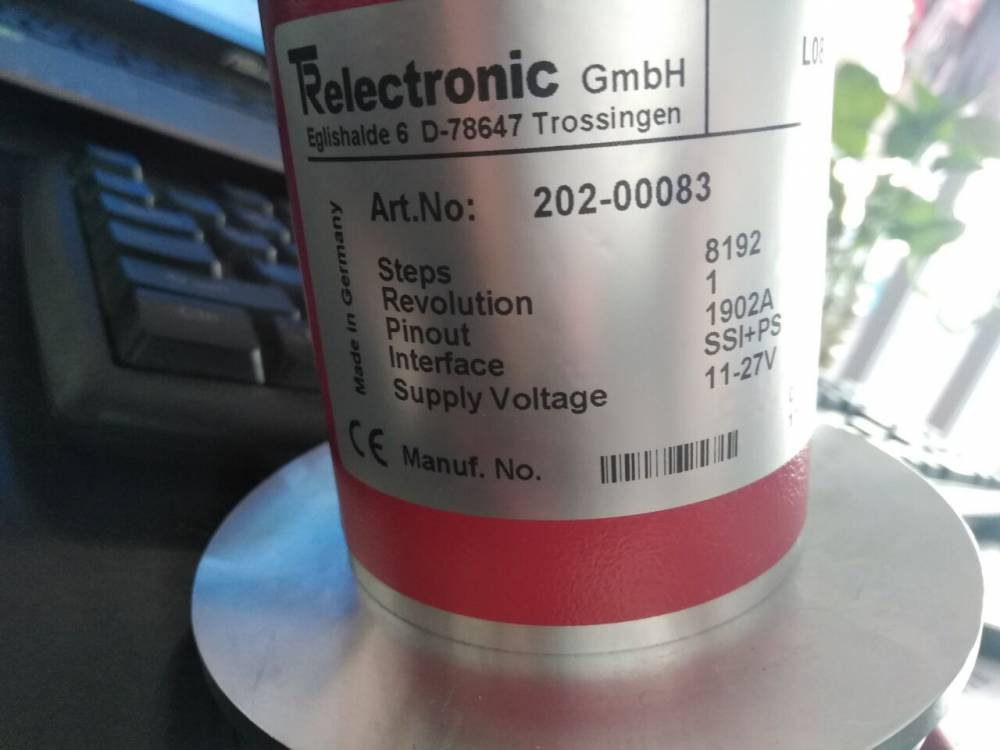 TRelectronic GmbH
Eglishalde 6 D-78647 Trossingen
Art.No: 202-00083
Made in Germany
Steps 8192
Revolution 1
Pinout 1902A
Interface SSI+PS
Supply Voltage 11-27V
CE Manuf. No.